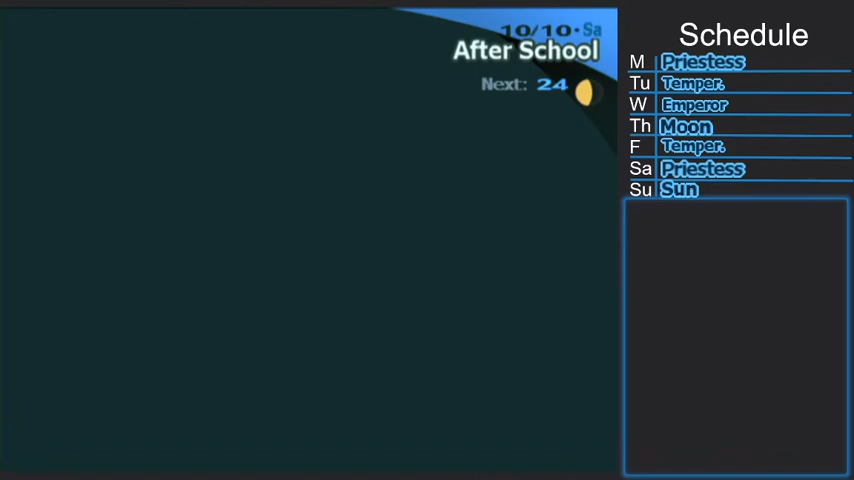 10/10·Sa
After School
Next: 24
Schedule
M Priestess
Tu Temper.
W Emperor
Th Moon
F Temper.
Sa Priestess
Su Sun